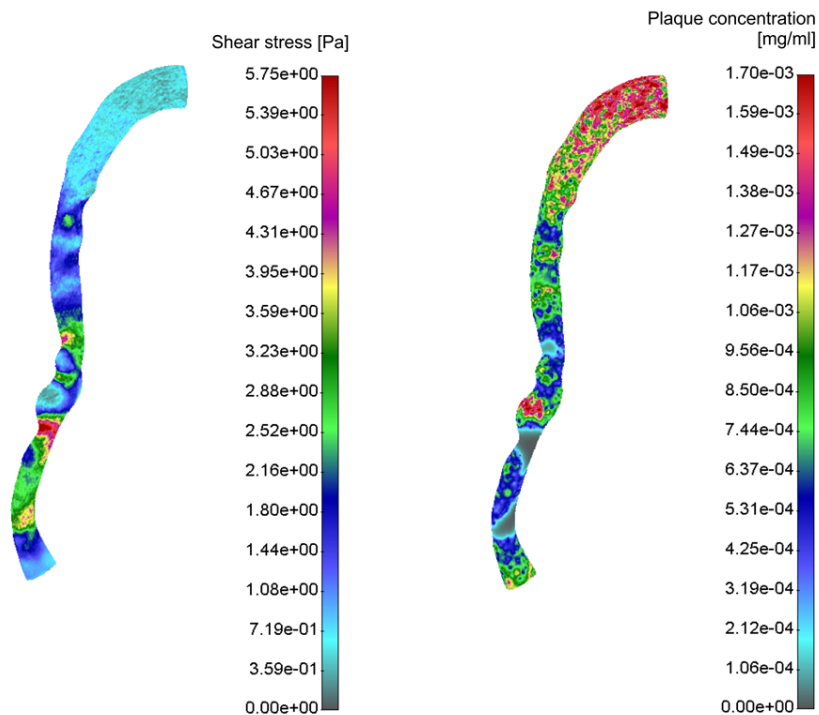 Shear stress [Pa]
5.75e+00
5.39e+00
5.03e+00
4.67e+00
4.31e+00
3.95e+00
3.59e+00
3.23e+00
2.88e+00
2.52e+00
2.16e+00
1.80e+00
1.44e+00
1.08e+00
7.19e-01
3.59e-01
0.00e+00
Plaque concentration
[mg/ml]
1.70e-03
1.59e-03
1.49e-03
1.38e-03
1.27e-03
1.17e-03
1.06e-03
9.56e-04
8.50e-04
7.44e-04
6.37e-04
5.31e-04
4.25e-04
3.19e-04
2.12e-04
1.06e-04
0.00e+00